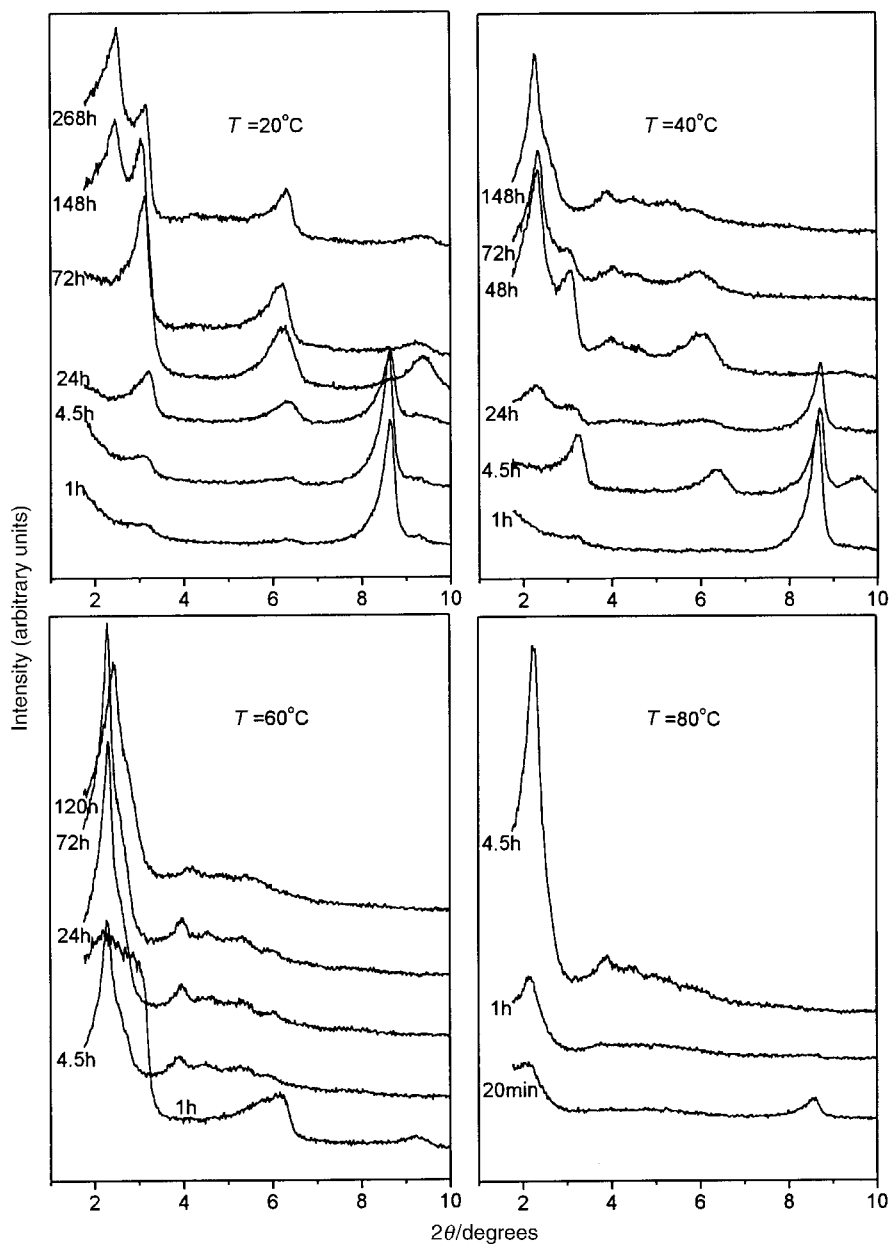 268h
T =20°C
148h
72h
24h
4.5h
1h
2 4 6 8 10
T =40°C
148h
72h
48h
24h
4.5h
1h
2 4 6 8 10
Intensity (arbitrary units)
T =60°C
120h
72h
24h
4.5h
1h
2 4 6 8 10
T =80°C
4.5h
1h
20min
2 4 6 8 10
2θ/degrees